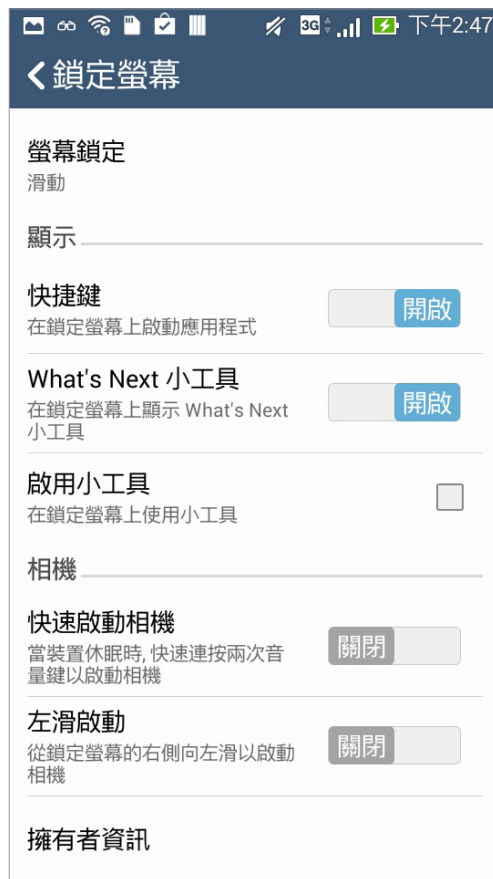 3G 下午2:47
鎖定螢幕
螢幕鎖定
滑動
顯示
快捷鍵
在鎖定螢幕上啟動應用程式
開啟
What's Next 小工具
在鎖定螢幕上顯示 What's Next
小工具
開啟
啟用小工具
在鎖定螢幕上使用小工具
相機
快速啟動相機
當裝置休眠時, 快速連按兩次音
量鍵以啟動相機
關閉
左滑啟動
從鎖定螢幕的右側向左滑以啟動
相機
關閉
擁有者資訊